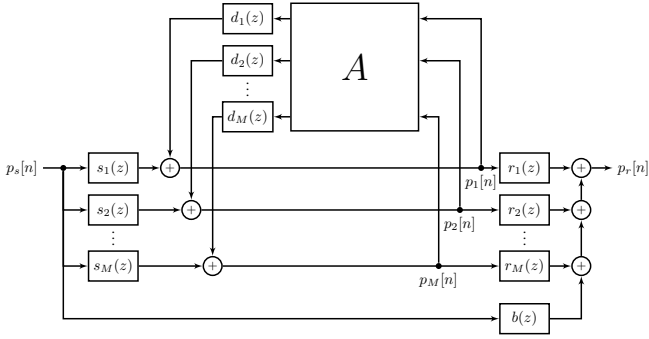 d₁(z)
d₂(z)
⋮
d_M(z)
A
p_s[n]
s₁(z)
+
p₁[n]
r₁(z)
+
p_r[n]
s₂(z)
+
p₂[n]
r₂(z)
+
⋮
⋮
s_M(z)
+
p_M[n]
r_M(z)
+
b(z)